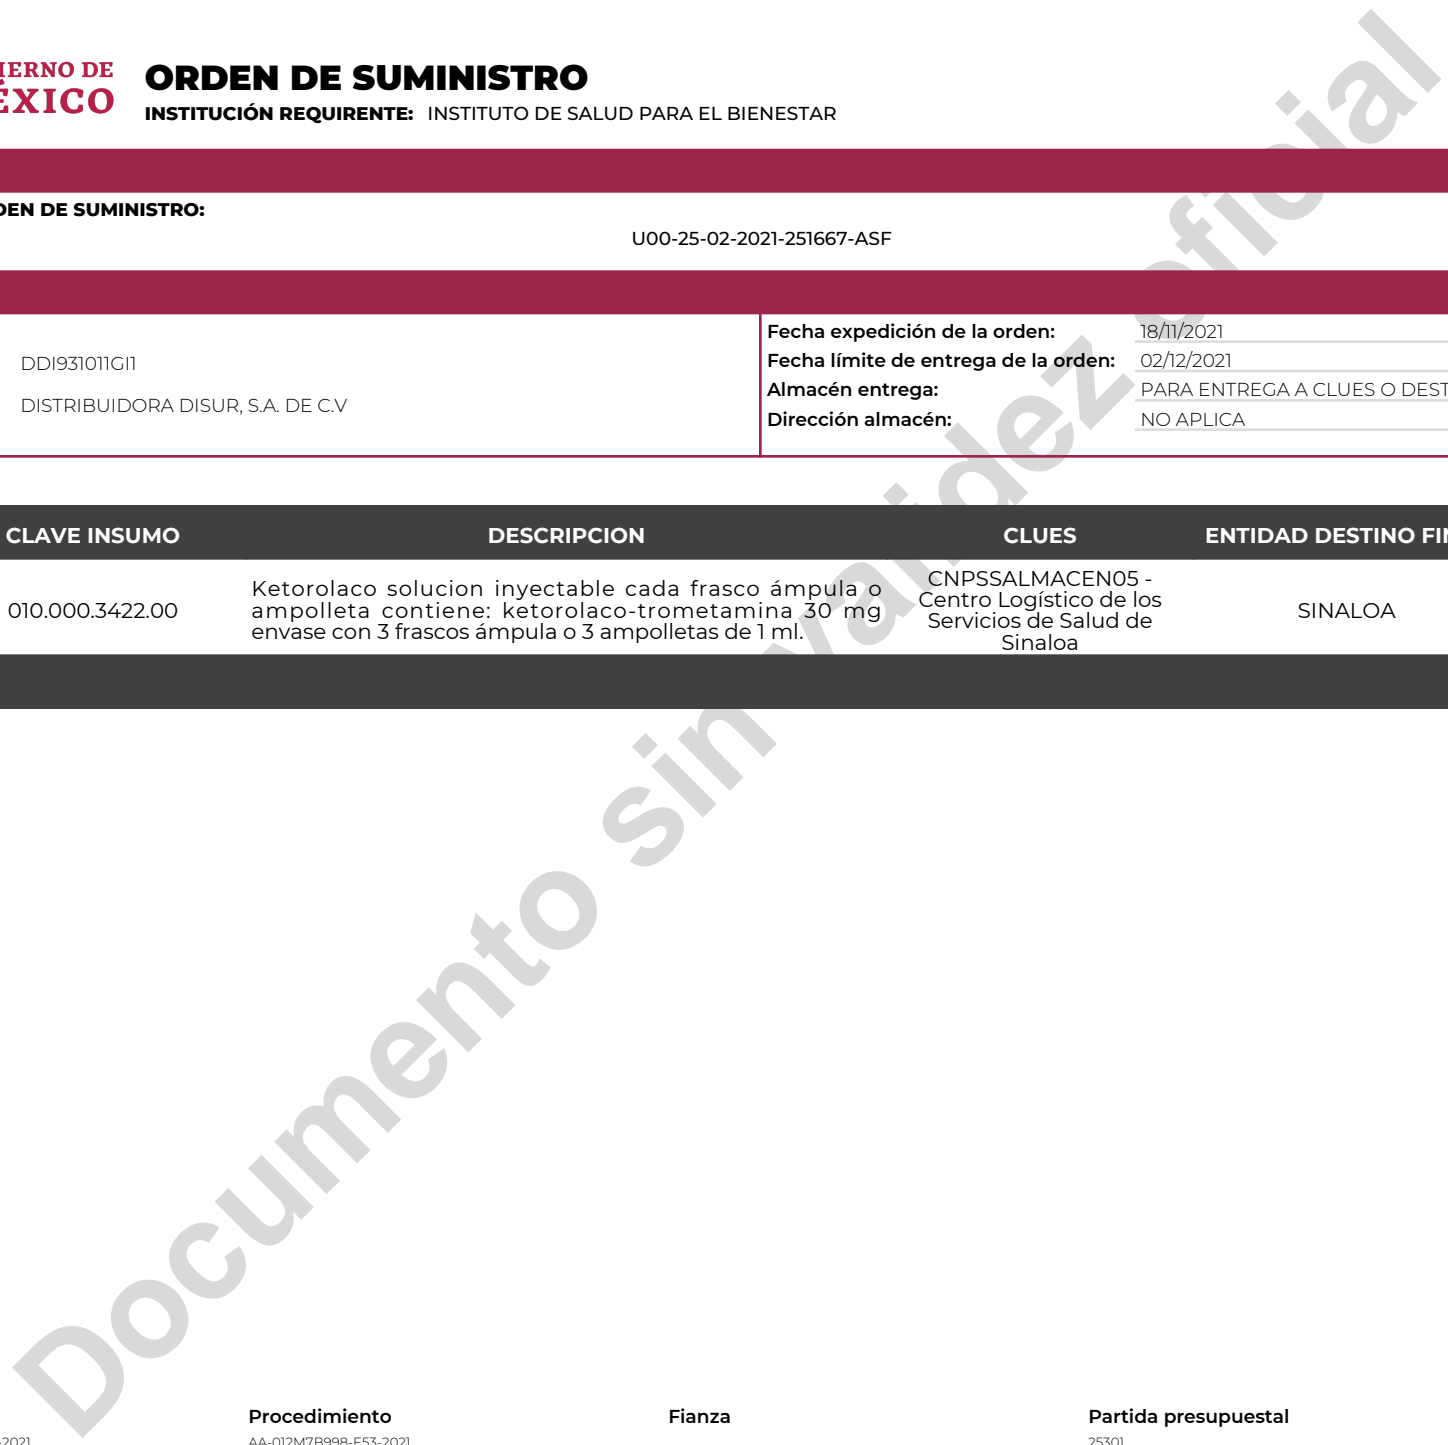 ORDEN DE SUMINISTRO
INSTITUCIÓN REQUIRENTE: INSTITUTO DE SALUD PARA EL BIENESTAR
DE
DE SUMINISTRO:
U00-25-02-2021-251667-ASF
DDI931011GI1
DISTRIBUIDORA DISUR, S.A. DE C.V
Fecha expedición de la orden: 18/11/2021
Fecha límite de entrega de la orden: 02/12/2021
Almacén entrega: PARA ENTREGA A CLUES O
Dirección almacén: NO APLICA
CLAVE INSUMO DESCRIPCION CLUES ENTIDAD DESTINO
010.000.3422.00
Ketorolaco solucion inyectable cada frasco ámpula o
ampolleta contiene: ketorolaco-trometamina 30 mg
envase con 3 frascos ámpula o 3 ampolletas de 1 ml.
CNPSSALMACEN05 -
Centro Logístico de los
Servicios de Salud de
Sinaloa
SINALOA
Documento sin validez oficial
Procedimiento Fianza Partida presupuestal
AA-012M7B998-E53-2021 25301